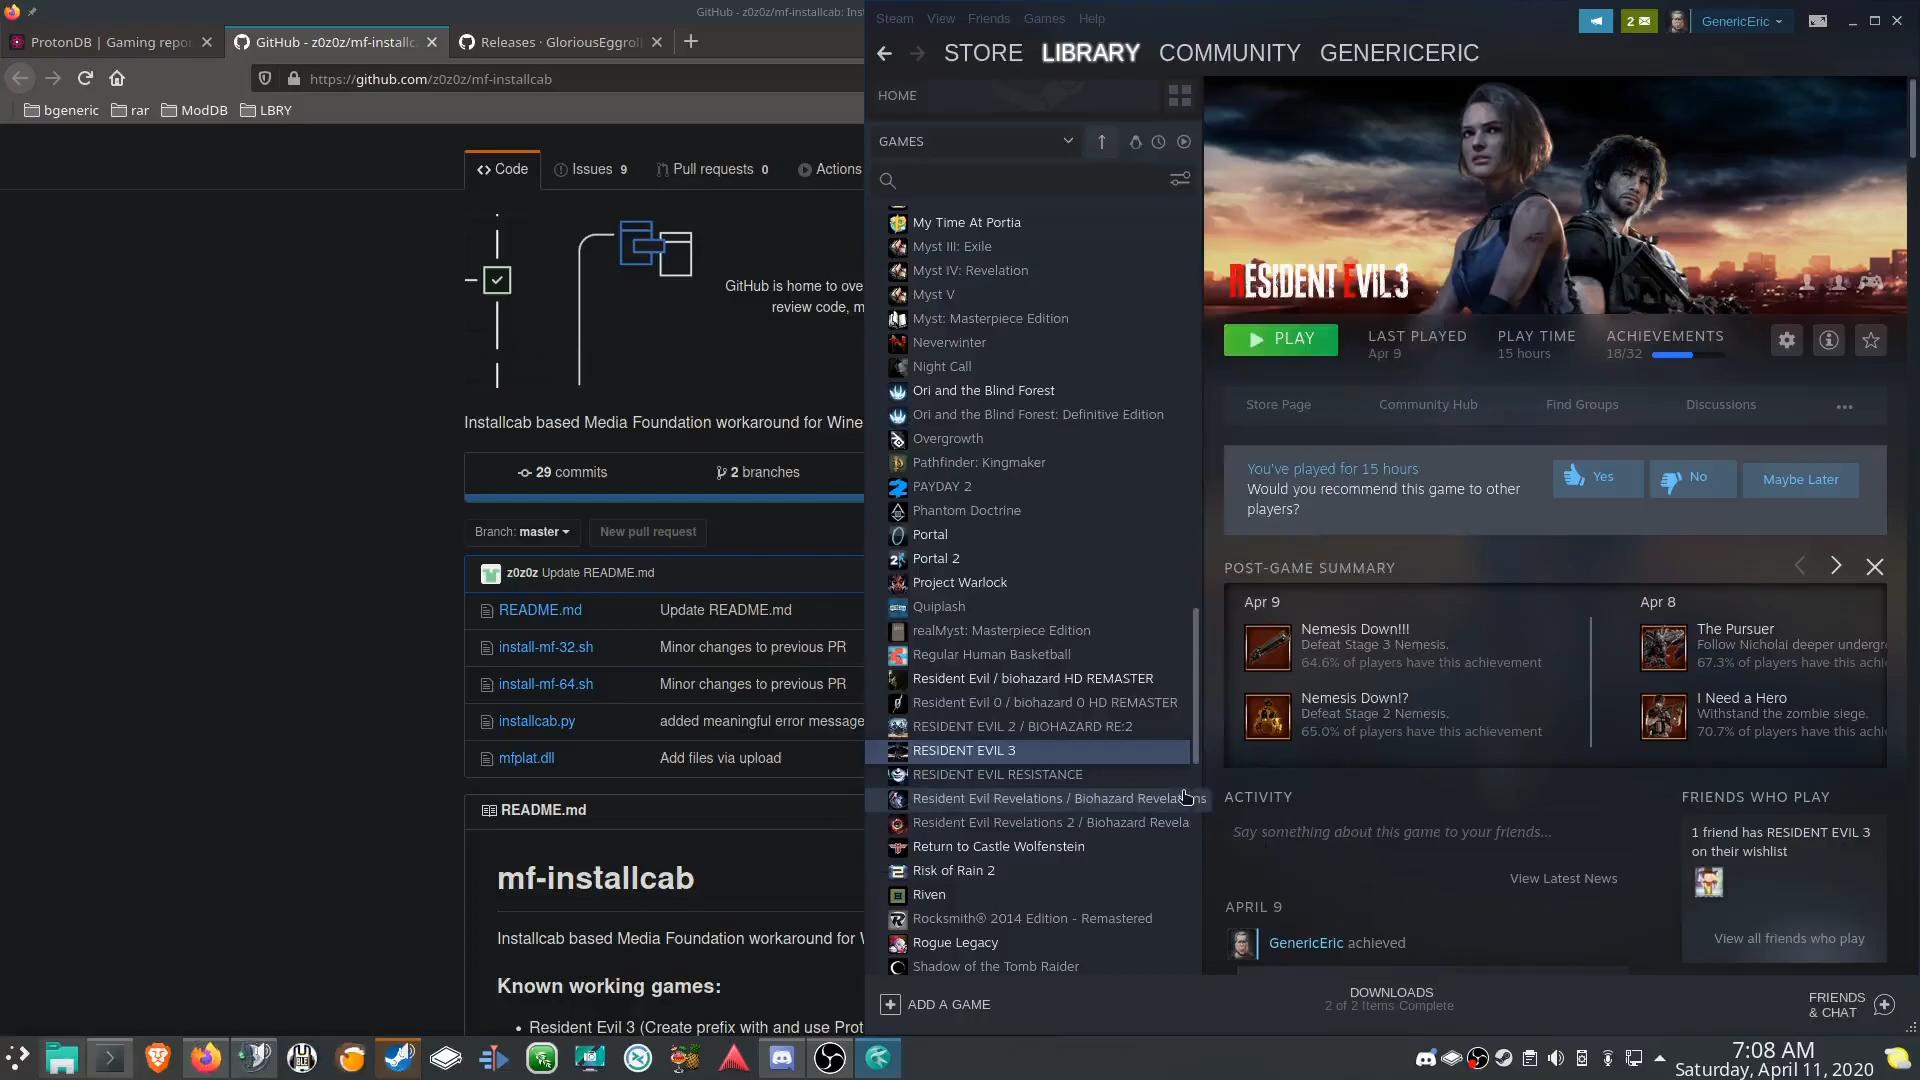 GitHub - z0z0z/mf-installcab: Inst
ProtonDB | Gaming repo
GitHub - z0z0z/mf-installc
Releases · GloriousEggrol
https://github.com/z0z0z/mf-installcab
bgeneric
rar
ModDB
LBRY
Code
Issues 9
Pull requests 0
Actions
GitHub is home to ove
review code, m
Installcab based Media Foundation workaround for Wine
29 commits
2 branches
Branch: master
New pull request
z0z0z Update README.md
README.md Update README.md
install-mf-32.sh Minor changes to previous PR
install-mf-64.sh Minor changes to previous PR
installcab.py added meaningful error message
mfplat.dll Add files via upload
README.md
mf-installcab
Installcab based Media Foundation workaround for W
Known working games:
• Resident Evil 3 (Create prefix with and use Prot
Steam View Friends Games Help
2
GenericEric
STORE LIBRARY COMMUNITY GENERICERIC
HOME
GAMES
My Time At Portia
Myst III: Exile
Myst IV: Revelation
Myst V
Myst: Masterpiece Edition
Neverwinter
Night Call
Ori and the Blind Forest
Ori and the Blind Forest: Definitive Edition
Overgrowth
Pathfinder: Kingmaker
PAYDAY 2
Phantom Doctrine
Portal
Portal 2
Project Warlock
Quiplash
realMyst: Masterpiece Edition
Regular Human Basketball
Resident Evil / biohazard HD REMASTER
Resident Evil 0 / biohazard 0 HD REMASTER
RESIDENT EVIL 2 / BIOHAZARD RE:2
RESIDENT EVIL 3
RESIDENT EVIL RESISTANCE
Resident Evil Revelations / Biohazard Revelations
Resident Evil Revelations 2 / Biohazard Revela
Return to Castle Wolfenstein
Risk of Rain 2
Riven
Rocksmith® 2014 Edition - Remastered
Rogue Legacy
Shadow of the Tomb Raider
ADD A GAME
RESIDENT EVIL 3
PLAY
LAST PLAYED
Apr 9
PLAY TIME
15 hours
ACHIEVEMENTS
18/32
Store Page
Community Hub
Find Groups
Discussions
You've played for 15 hours
Would you recommend this game to other
players?
Yes
No
Maybe Later
POST-GAME SUMMARY
Apr 9
Nemesis Down!!!
Defeat Stage 3 Nemesis.
64.6% of players have this achievement
Nemesis Down!?
Defeat Stage 2 Nemesis.
65.0% of players have this achievement
Apr 8
The Pursuer
Follow Nicholai deeper undergr
67.3% of players have this achi
I Need a Hero
Withstand the zombie siege.
70.7% of players have this achi
ACTIVITY
Say something about this game to your friends...
View Latest News
APRIL 9
GenericEric achieved
FRIENDS WHO PLAY
1 friend has RESIDENT EVIL 3
on their wishlist
View all friends who play
DOWNLOADS
2 of 2 Items Complete
FRIENDS
& CHAT
7:08 AM
Saturday, April 11, 2020